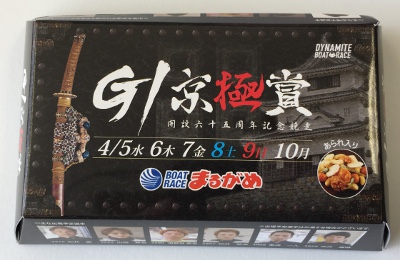 DYNAMITE
BOAT RACE
G1京極賞
開設六十五周年記念競走
4/5水 6木 7金 8土 9日 10月
BOAT
RACE
まるがめ
あられ入り